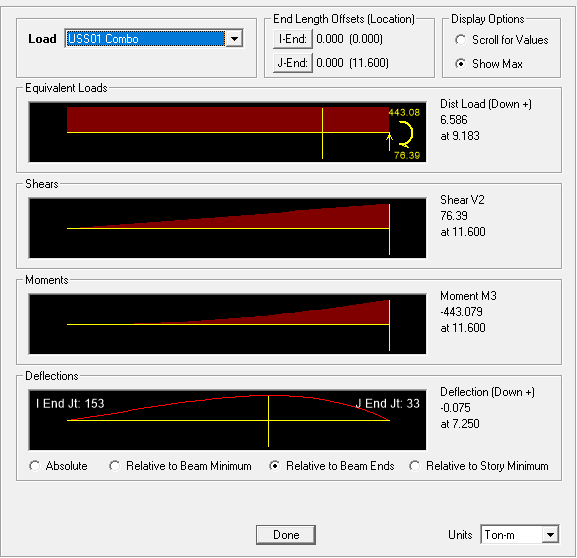 Load USS01 Combo
End Length Offsets (Location)
I-End: 0.000 (0.000)
J-End: 0.000 (11.600)
Display Options
Scroll for Values
Show Max
Equivalent Loads
443.08
76.39
Dist Load (Down +)
6.586
at 9.183
Shears
Shear V2
76.39
at 11.600
Moments
Moment M3
-443.079
at 11.600
Deflections
I End Jt: 153
J End Jt: 33
Deflection (Down +)
-0.075
at 7.250
Absolute Relative to Beam Minimum Relative to Beam Ends Relative to Story Minimum
Done
Units Ton-m